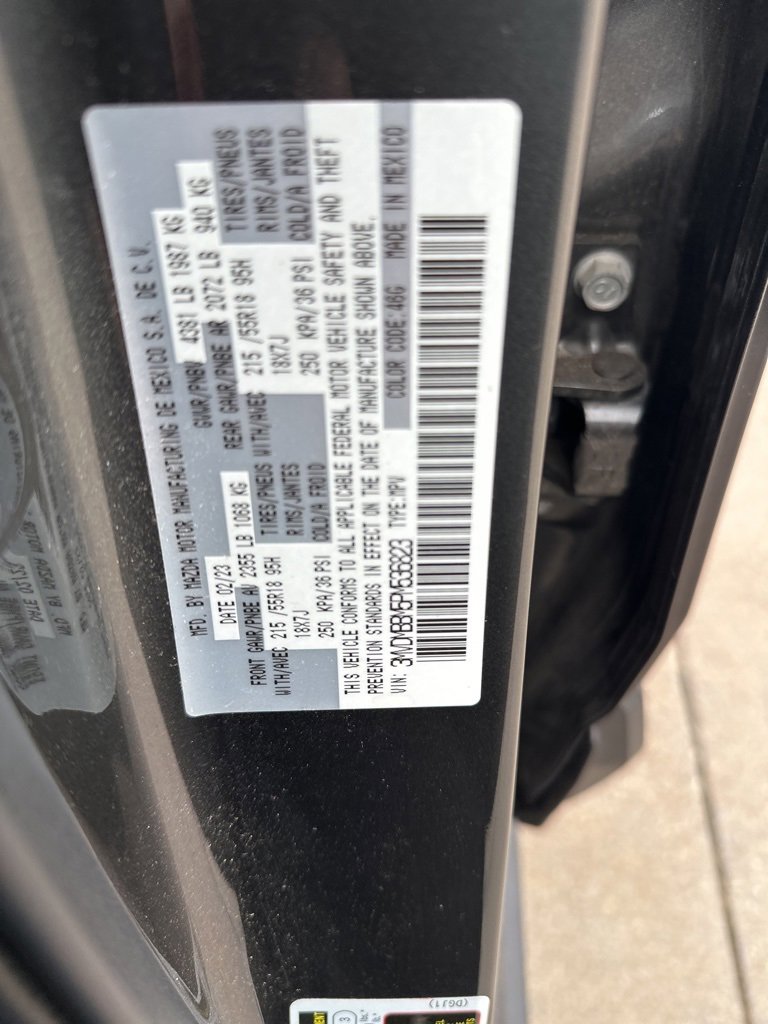 MFD. BY MAZDA MOTOR MANUFACTURING DE MEXICO S.A. DE C.V.
DATE 02/23 GVWR/PNBV 4381 LB 1987 KG
FRONT GAWR/PNBE AV 2355 LB 1068 KG REAR GAWR/PNBE AR 2072 LB 940 KG
WITH/AVEC 215 /55R18 95H TIRES/PNEUS WITH/AVEC 215 /55R18 95H TIRES/PNEUS
18X7J RIMS/JANTES 18X7J RIMS/JANTES
250 KPA/36 PSI COLD/A FROID 250 KPA/36 PSI COLD/A FROID
THIS VEHICLE CONFORMS TO ALL APPLICABLE FEDERAL MOTOR VEHICLE SAFETY AND THEFT
PREVENTION STANDARDS IN EFFECT ON THE DATE OF MANUFACTURE SHOWN ABOVE.
VIN: 3MVDMBBM5PM536823 TYPE:MPV COLOR CODE:46G MADE IN MEXICO
(DGJ1)